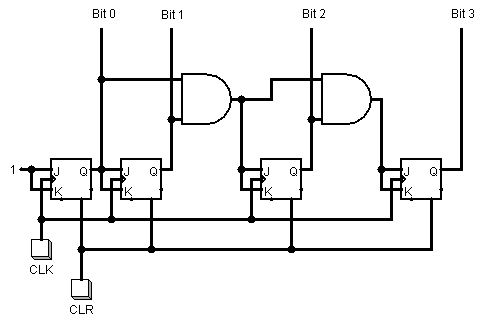 Bit 0 Bit 1 Bit 2 Bit 3
1 J Q J Q J Q J Q
K K K K
CLK
CLR